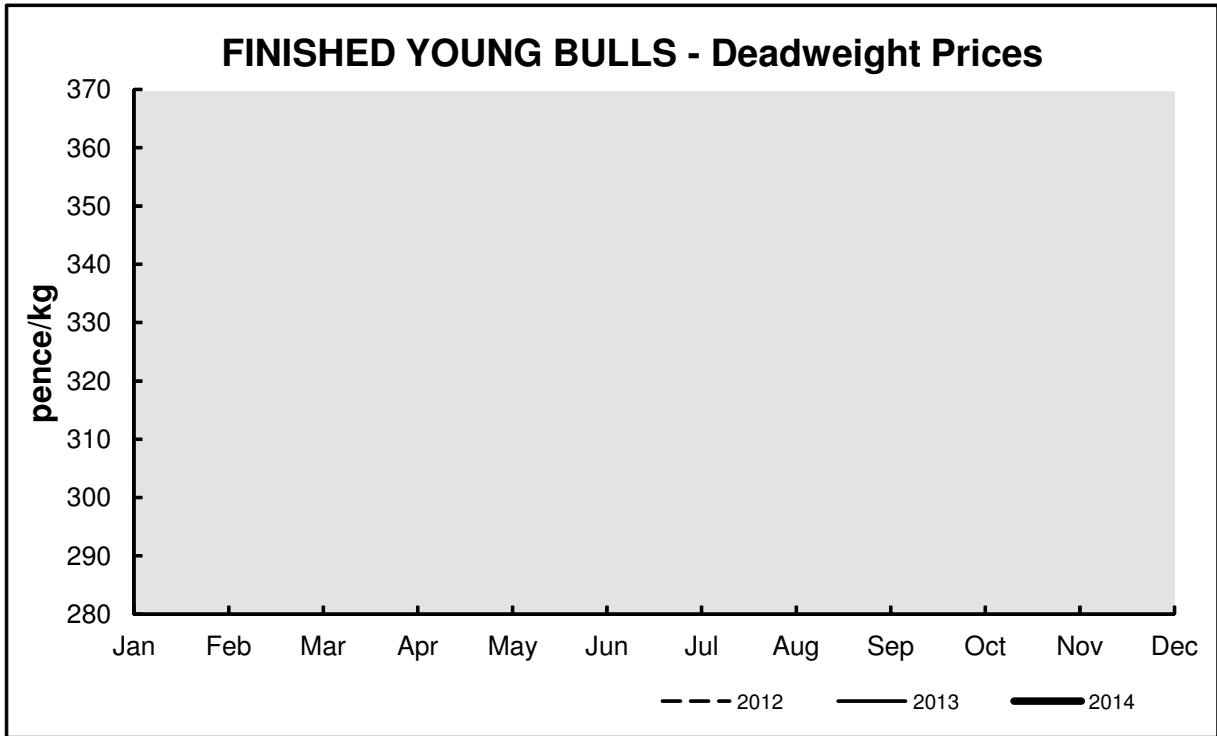 FINISHED YOUNG BULLS - Deadweight Prices
370
360
350
340
330
320
310
300
290
280
pence/kg
Jan Feb Mar Apr May Jun Jul Aug Sep Oct Nov Dec
2012 2013 2014